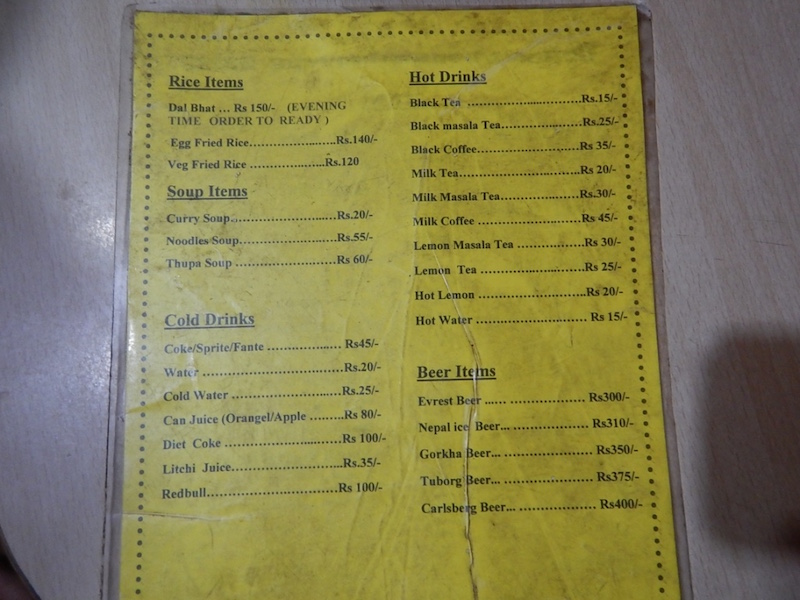 Rice Items
Dal Bhat ... Rs 150/- (EVENING
TIME ORDER TO READY )
Egg Fried Rice......................Rs.140/-
Veg Fried Rice ...................Rs.120
Soup Items
Curry Soup..........................Rs.20/-
Noodles Soup........................Rs.55/-
Thupa Soup .........................Rs 60/-
Cold Drinks
Coke/Sprite/Fante ................... Rs45/-
Water ...................................Rs.20/-
Cold Water ...........................Rs.25/-
Can Juice (Orangel/Apple ........Rs 80/-
Diet Coke .............................Rs 100/-
Litchi Juice...........................Rs.35/-
Redbull.................................Rs 100/-
Hot Drinks
Black Tea ............................Rs.15/-
Black masala Tea....................Rs.25/-
Black Coffee..........................Rs 35/-
Milk Tea...............................Rs 20/-
Milk Masala Tea....................Rs.30/-
Milk Coffee ..........................Rs 45/-
Lemon Masala Tea .................Rs 30/-
Lemon Tea ..........................Rs 25/-
Hot Lemon ...........................Rs 20/-
Hot Water ............................ Rs 15/-
Beer Items
Evrest Beer ...... ...................... Rs300/-
Nepal ice Beer... ....................Rs310/-
Gorkha Beer... ...................... Rs350/-
Tuborg Beer... ......................Rs375/-
Carlsberg Beer... ................... Rs400/-